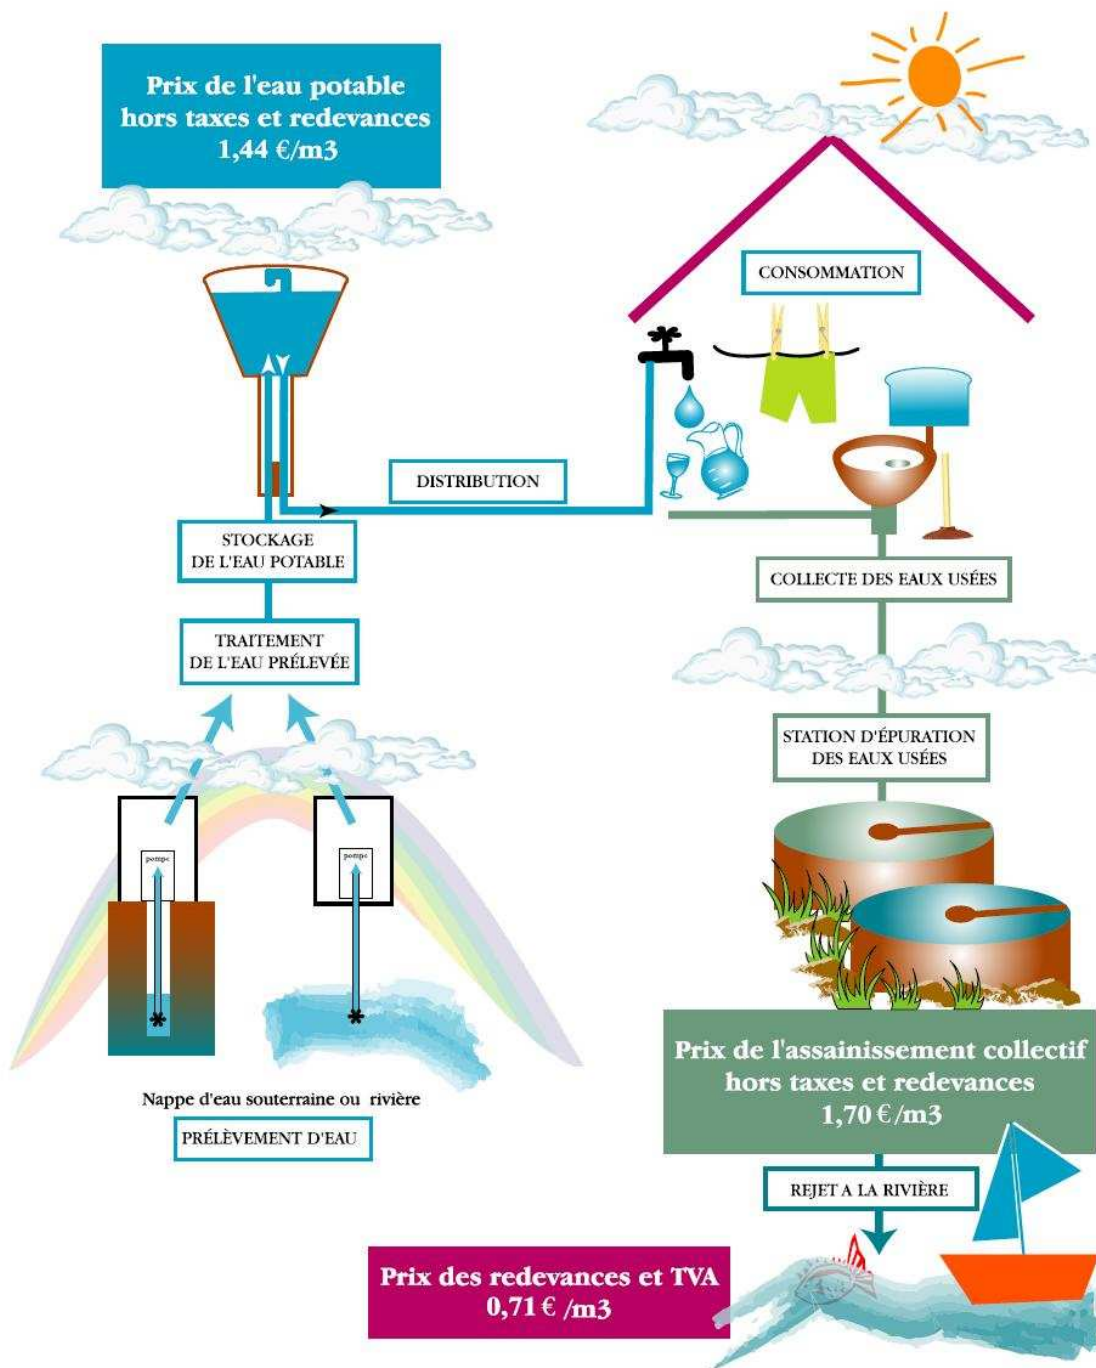 Prix de l'eau potable
hors taxes et redevances
1,44 €/m3
CONSOMMATION
DISTRIBUTION
STOCKAGE
DE L'EAU POTABLE
TRAITEMENT
DE L'EAU PRÉLEVÉE
pompe
pompe
Nappe d'eau souterraine ou rivière
PRÉLÈVEMENT D'EAU
COLLECTE DES EAUX USÉES
STATION D'ÉPURATION
DES EAUX USÉES
Prix de l'assainissement collectif
hors taxes et redevances
1,70 €/m3
REJET A LA RIVIÈRE
Prix des redevances et TVA
0,71 € /m3